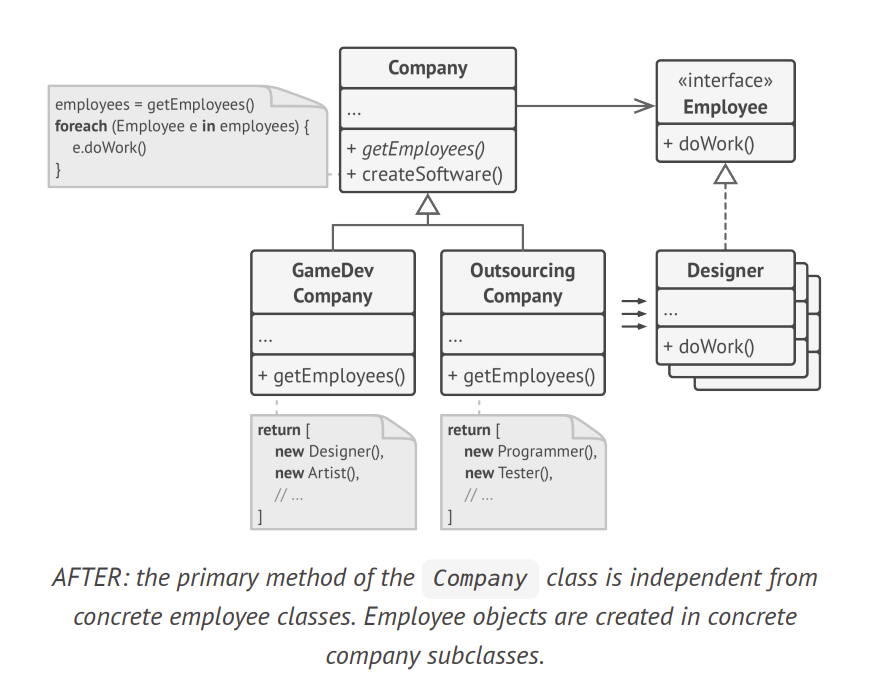 Company
...
+ getEmployees()
+ createSoftware()
employees = getEmployees()
foreach (Employee e in employees) {
e.doWork()
}
«interface»
Employee
+ doWork()
GameDev
Company
...
+ getEmployees()
Outsourcing
Company
...
+ getEmployees()
Designer
...
+ doWork()
return [
new Designer(),
new Artist(),
// ...
]
return [
new Programmer(),
new Tester(),
// ...
]
AFTER: the primary method of the Company class is independent from
concrete employee classes. Employee objects are created in concrete
company subclasses.